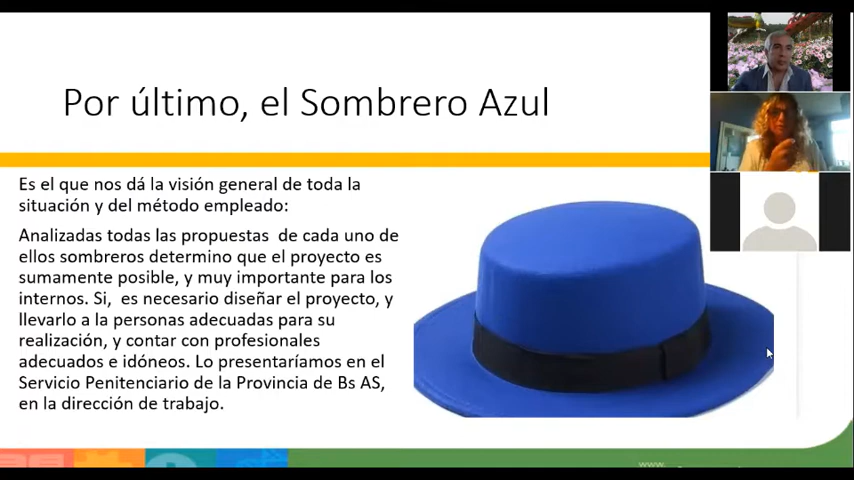 Por último, el Sombrero Azul
Es el que nos dá la visión general de toda la
situación y del método empleado:
Analizadas todas las propuestas de cada uno de
ellos sombreros determino que el proyecto es
sumamente posible, y muy importante para los
internos. Si, es necesario diseñar el proyecto, y
llevarlo a la personas adecuadas para su
realización, y contar con profesionales
adecuados e idóneos. Lo presentaríamos en el
Servicio Penitenciario de la Provincia de Bs AS,
en la dirección de trabajo.
www.